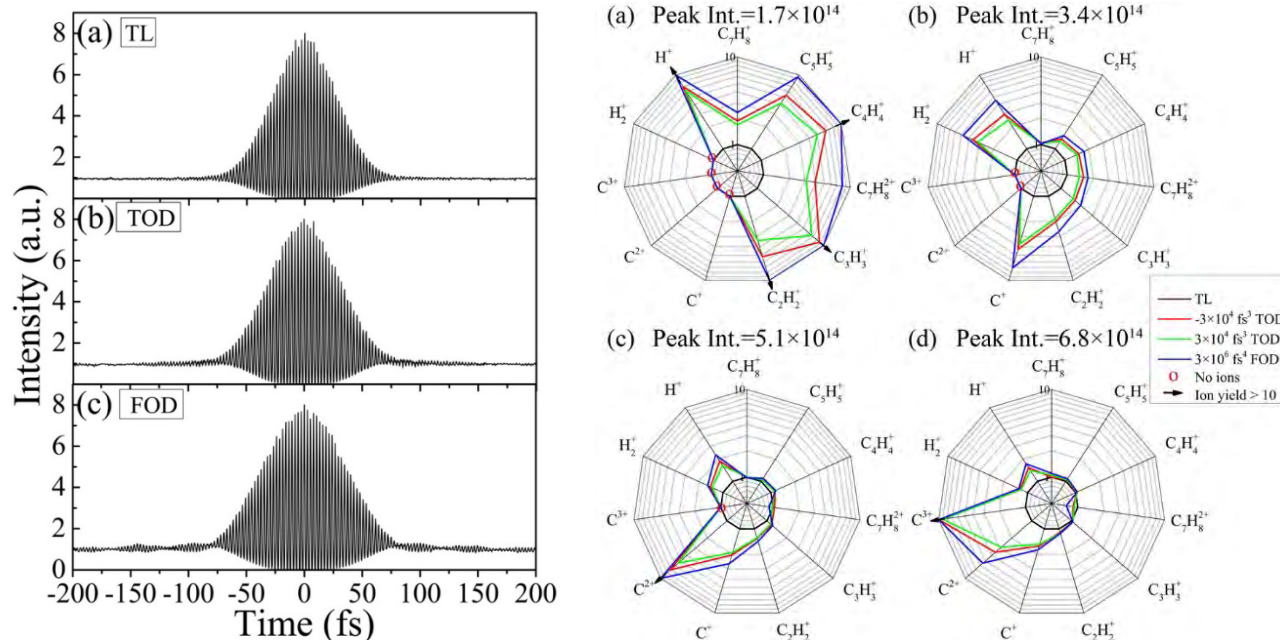 (a) TL
8
6
4
2
(b) TOD
8
6
4
2
(c) FOD
8
6
4
2
0
Intensity (a.u.)
-200 -150 -100 -50 0 50 100 150 200
Time (fs)
(a) Peak Int.=1.7×10¹⁴
C₇H₈⁺
10
1
C₅H₅⁺
C₄H₄⁺
C₇H₈²⁺
C₃H₃⁺
C₂H₂⁺
C⁺
C²⁺
C³⁺
H₂⁺
H⁺
(b) Peak Int.=3.4×10¹⁴
C₇H₈⁺
10
C₅H₅⁺
C₄H₄⁺
C₇H₈²⁺
C₃H₃⁺
C₂H₂⁺
C⁺
C²⁺
C³⁺
H₂⁺
H⁺
TL
-3×10⁴ fs³ TOD
3×10⁴ fs³ TOD
3×10⁶ fs⁴ FOD
No ions
Ion yield > 10
(c) Peak Int.=5.1×10¹⁴
C₇H₈⁺
10
C₅H₅⁺
C₄H₄⁺
C₇H₈²⁺
C₃H₃⁺
C₂H₂⁺
C⁺
C²⁺
C³⁺
H₂⁺
H⁺
(d) Peak Int.=6.8×10¹⁴
C₇H₈⁺
10
C₅H₅⁺
C₄H₄⁺
C₇H₈²⁺
C₃H₃⁺
C₂H₂⁺
C⁺
C²⁺
C³⁺
H₂⁺
H⁺